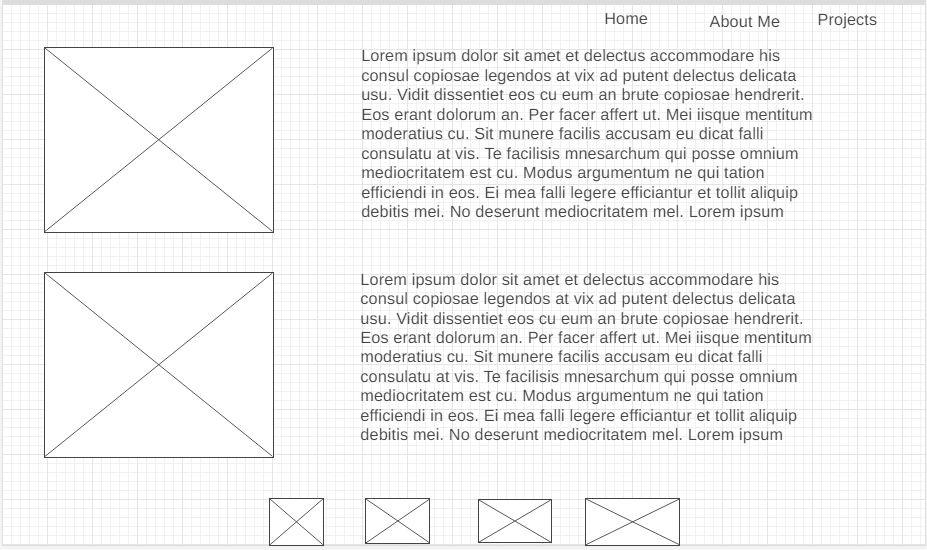 Home
About Me
Projects
Lorem ipsum dolor sit amet et delectus accommodare his
consul copiosae legendos at vix ad putent delectus delicata
usu. Vidit dissentiet eos cu eum an brute copiosae hendrerit.
Eos erant dolorum an. Per facer affert ut. Mei iisque mentitum
moderatius cu. Sit munere facilis accusam eu dicat falli
consulatu at vis. Te facilisis mnesarchum qui posse omnium
mediocritatem est cu. Modus argumentum ne qui tation
efficiendi in eos. Ei mea falli legere efficiantur et tollit aliquip
debitis mei. No deserunt mediocritatem mel. Lorem ipsum
Lorem ipsum dolor sit amet et delectus accommodare his
consul copiosae legendos at vix ad putent delectus delicata
usu. Vidit dissentiet eos cu eum an brute copiosae hendrerit.
Eos erant dolorum an. Per facer affert ut. Mei iisque mentitum
moderatius cu. Sit munere facilis accusam eu dicat falli
consulatu at vis. Te facilisis mnesarchum qui posse omnium
mediocritatem est cu. Modus argumentum ne qui tation
efficiendi in eos. Ei mea falli legere efficiantur et tollit aliquip
debitis mei. No deserunt mediocritatem mel. Lorem ipsum